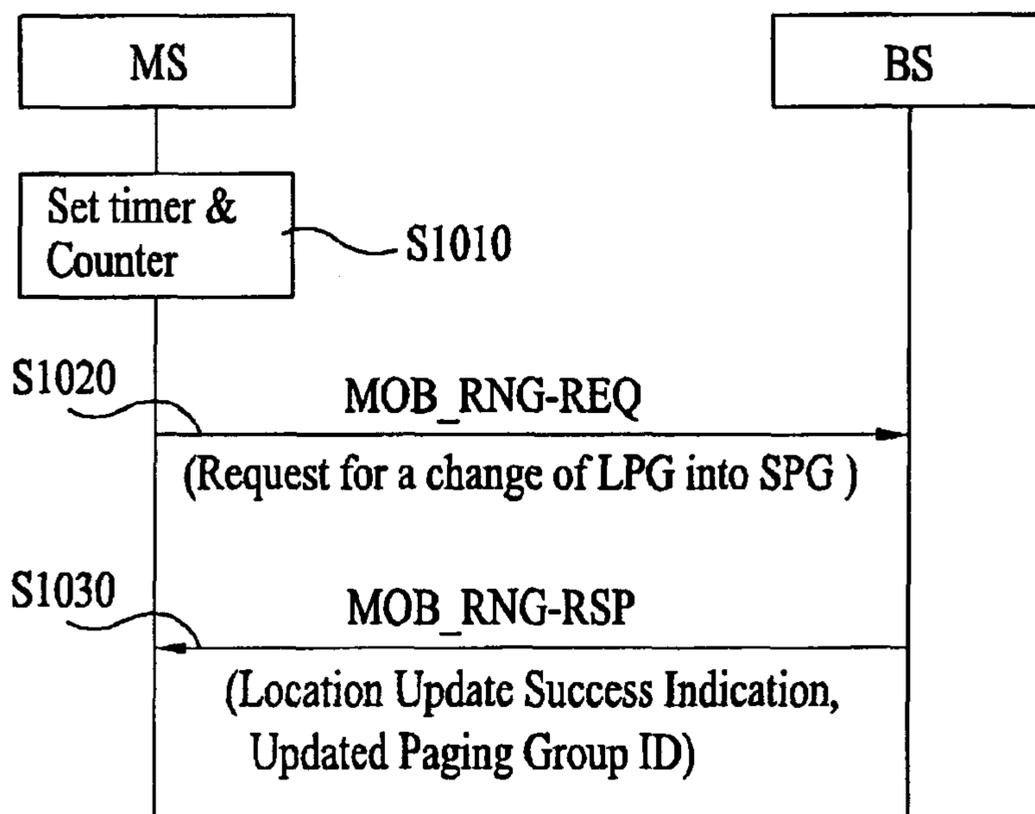 MS
BS
Set timer &
Counter
S1010
S1020
MOB_RNG-REQ
(Request for a change of LPG into SPG )
S1030
MOB_RNG-RSP
(Location Update Success Indication,
Updated Paging Group ID)